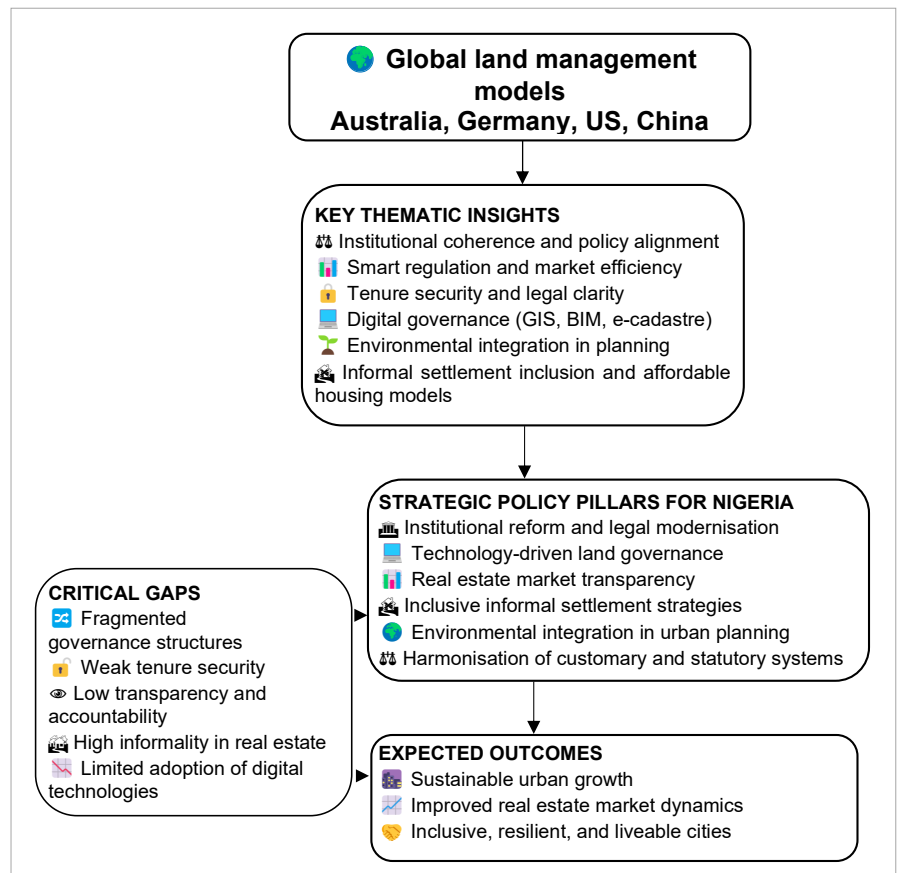 🌍 Global land management
models
Australia, Germany, US, China
KEY THEMATIC INSIGHTS
⚖ Institutional coherence and policy alignment
📊 Smart regulation and market efficiency
🔒 Tenure security and legal clarity
💻 Digital governance (GIS, BIM, e-cadastre)
🌱 Environmental integration in planning
🏘 Informal settlement inclusion and affordable
housing models
STRATEGIC POLICY PILLARS FOR NIGERIA
🏛 Institutional reform and legal modernisation
💻 Technology-driven land governance
📊 Real estate market transparency
🏘 Inclusive informal settlement strategies
🌍 Environmental integration in urban planning
⚖ Harmonisation of customary and statutory systems
CRITICAL GAPS
🔀 Fragmented
governance structures
🔓 Weak tenure security
👁 Low transparency and
accountability
🏘 High informality in real estate
📉 Limited adoption of digital
technologies
EXPECTED OUTCOMES
🌃 Sustainable urban growth
📈 Improved real estate market dynamics
🤝 Inclusive, resilient, and liveable cities